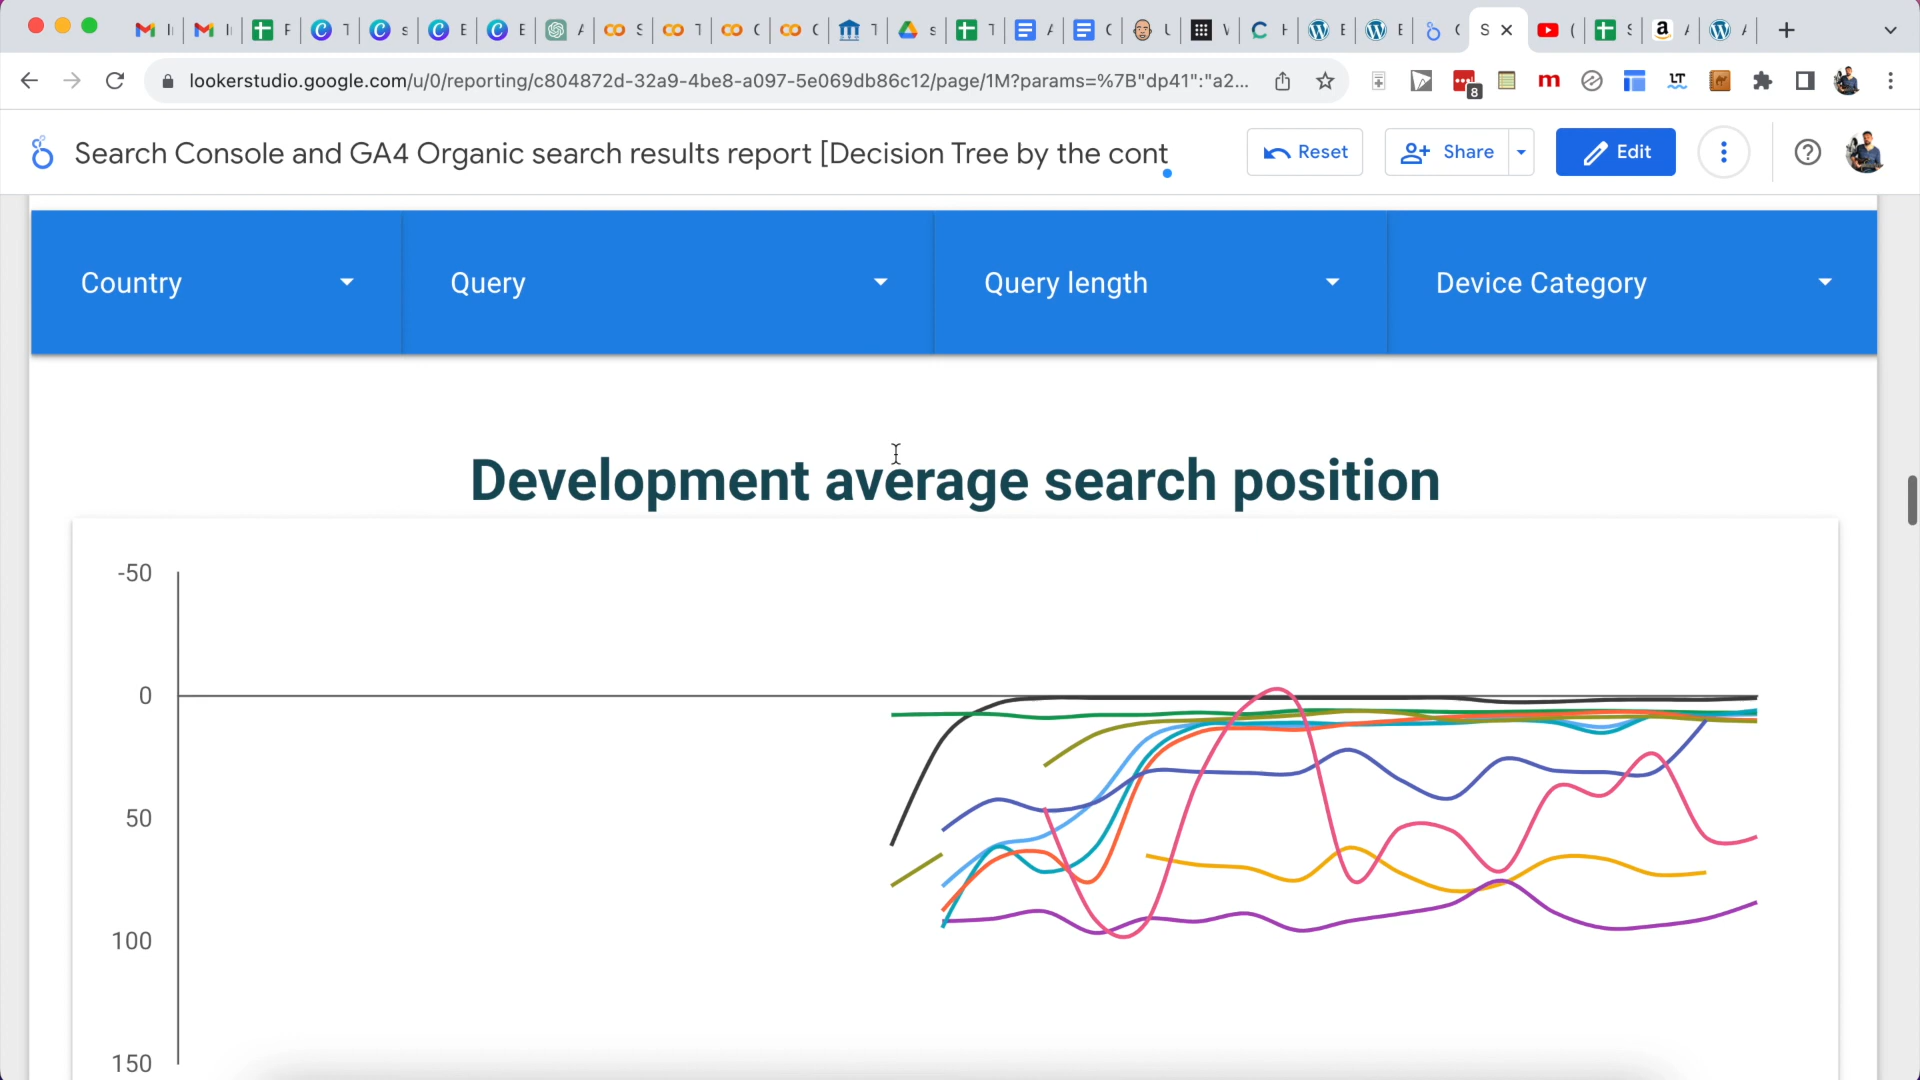 S
lookerstudio.google.com/u/0/reporting/c804872d-32a9-4be8-a097-5e069db86c12/page/1M?params=%7B"dp41":"a2...
8
m
LT
Search Console and GA4 Organic search results report [Decision Tree by the cont
Reset
Share
Edit
Country
Query
Query length
Device Category
Development average search position
-50
0
50
100
150